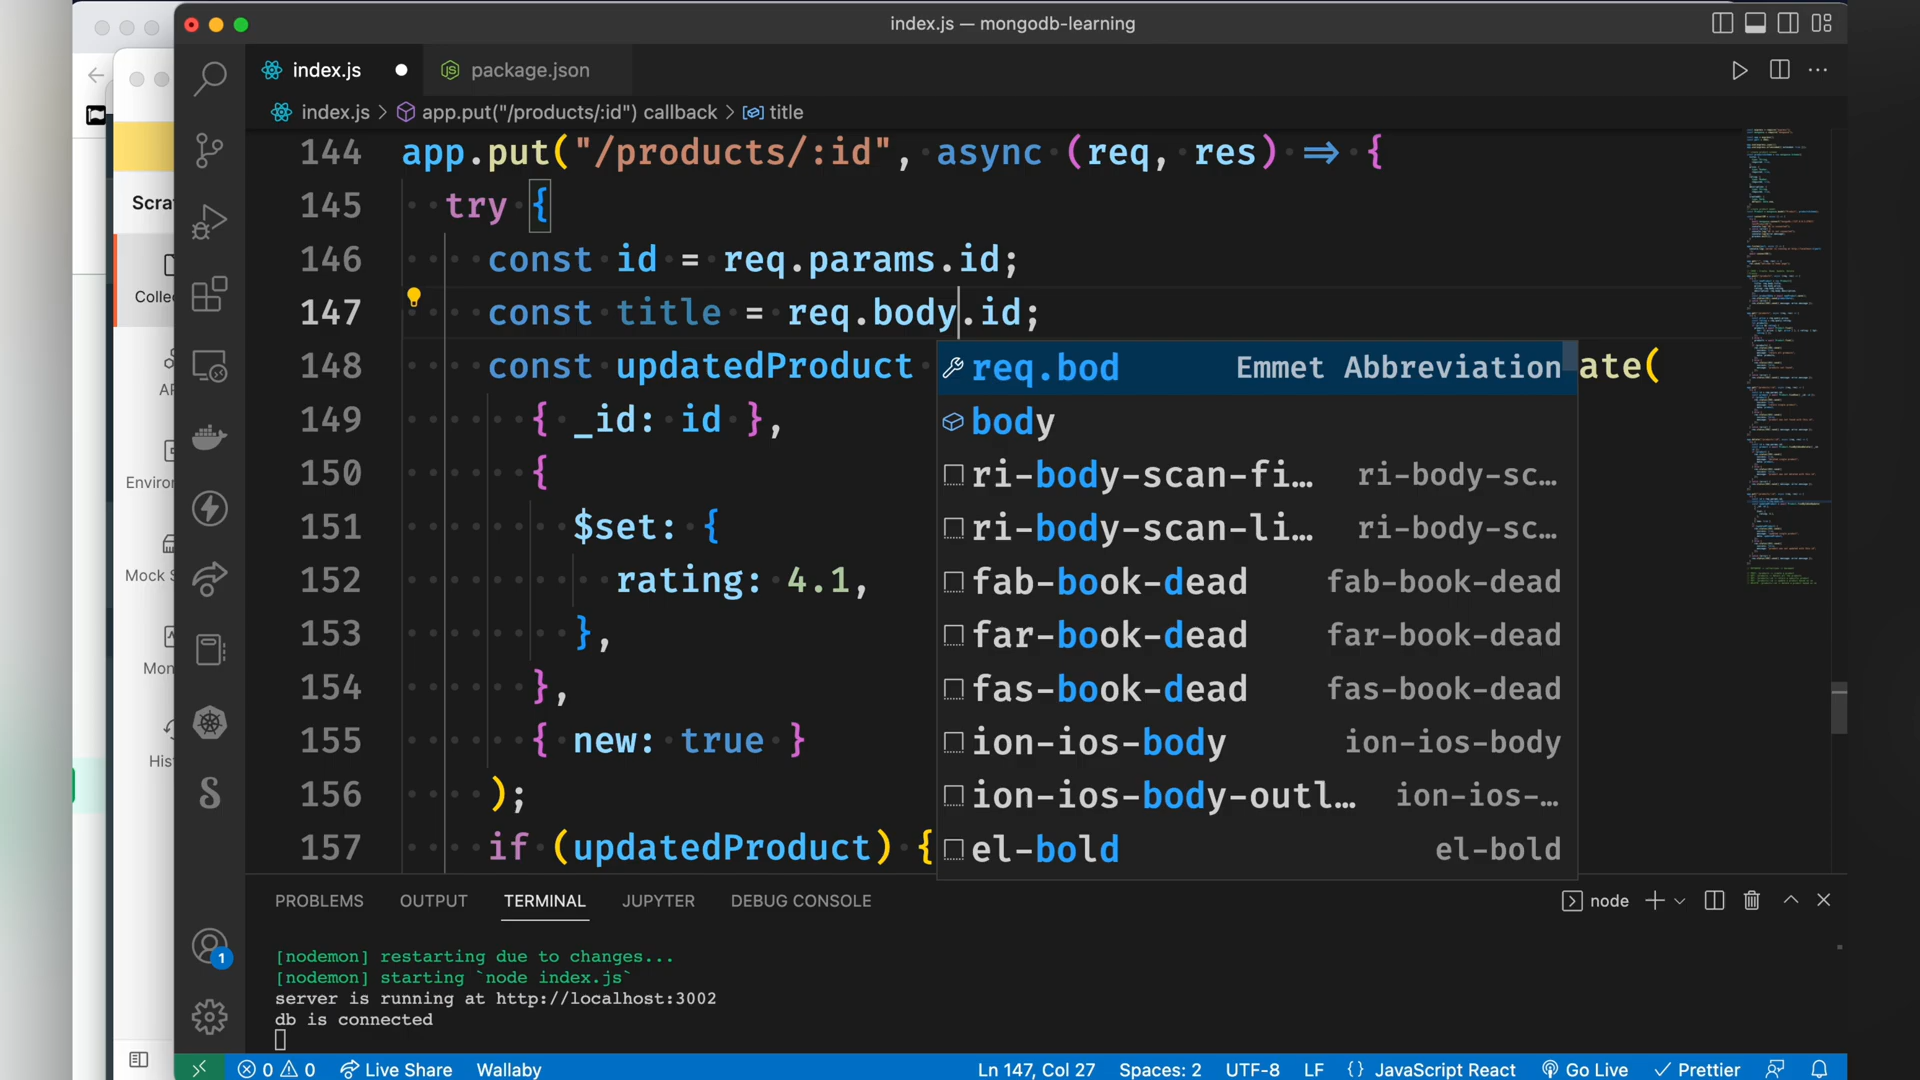 index.js — mongodb-learning
index.js
package.json
index.js > app.put("/products/:id") callback > title
144 app.put("/products/:id", async (req, res) => {
145 try {
146 const id = req.params.id;
147 const title = req.body.id;
148 const updatedProduct
ate(
149 { _id: id },
150 {
151 $set: {
152 rating: 4.1,
153 },
154 },
155 { new: true }
156 );
157 if (updatedProduct) {
req.bod Emmet Abbreviation
body
ri-body-scan-fi… ri-body-sc…
ri-body-scan-li… ri-body-sc…
fab-book-dead fab-book-dead
far-book-dead far-book-dead
fas-book-dead fas-book-dead
ion-ios-body ion-ios-body
ion-ios-body-outl… ion-ios-…
el-bold el-bold
Scra
Colle
AP
Enviro
Mock S
Mon
His
PROBLEMS OUTPUT TERMINAL JUPYTER DEBUG CONSOLE
node
[nodemon] restarting due to changes...
[nodemon] starting `node index.js`
server is running at http://localhost:3002
db is connected
1
0 0 Live Share Wallaby Ln 147, Col 27 Spaces: 2 UTF-8 LF {} JavaScript React Go Live Prettier